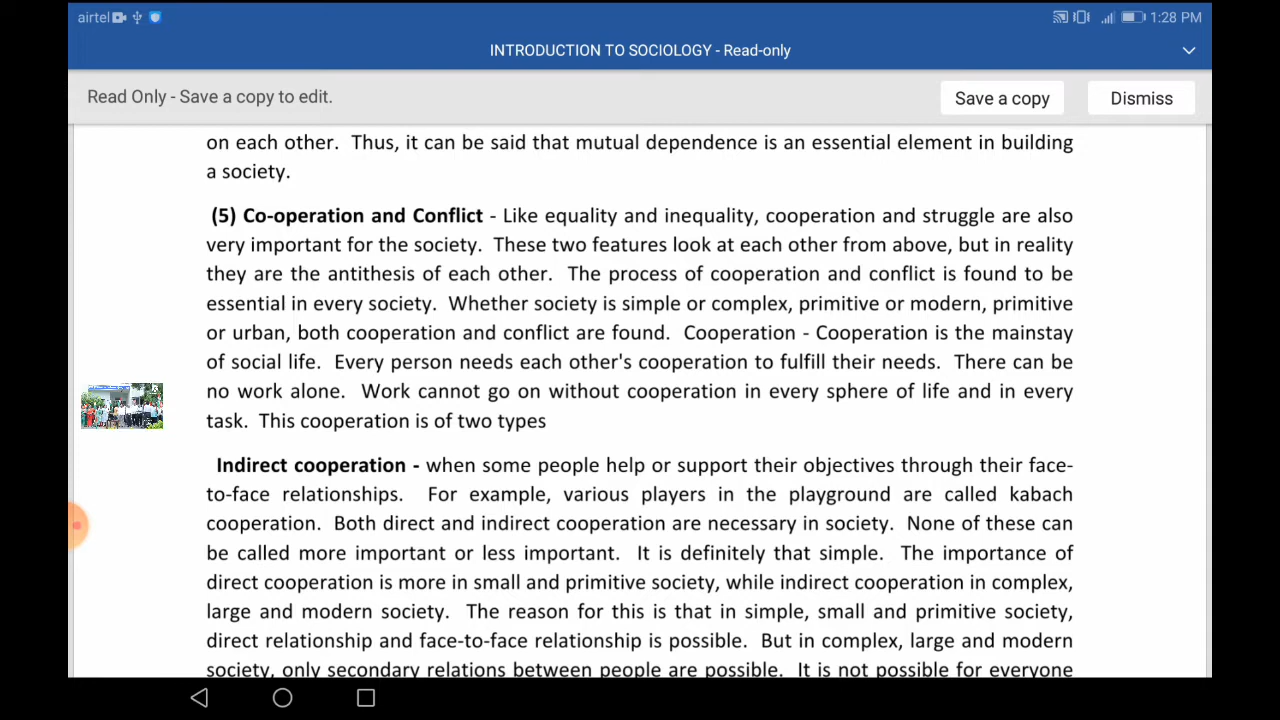 airtel
1:28 PM
INTRODUCTION TO SOCIOLOGY - Read-only
Read Only - Save a copy to edit.
Save a copy
Dismiss
on each other. Thus, it can be said that mutual dependence is an essential element in building
a society.
(5) Co-operation and Conflict - Like equality and inequality, cooperation and struggle are also
very important for the society. These two features look at each other from above, but in reality
they are the antithesis of each other. The process of cooperation and conflict is found to be
essential in every society. Whether society is simple or complex, primitive or modern, primitive
or urban, both cooperation and conflict are found. Cooperation - Cooperation is the mainstay
of social life. Every person needs each other's cooperation to fulfill their needs. There can be
no work alone. Work cannot go on without cooperation in every sphere of life and in every
task. This cooperation is of two types
Indirect cooperation - when some people help or support their objectives through their face-
to-face relationships. For example, various players in the playground are called kabach
cooperation. Both direct and indirect cooperation are necessary in society. None of these can
be called more important or less important. It is definitely that simple. The importance of
direct cooperation is more in small and primitive society, while indirect cooperation in complex,
large and modern society. The reason for this is that in simple, small and primitive society,
direct relationship and face-to-face relationship is possible. But in complex, large and modern
society, only secondary relations between people are possible. It is not possible for everyone